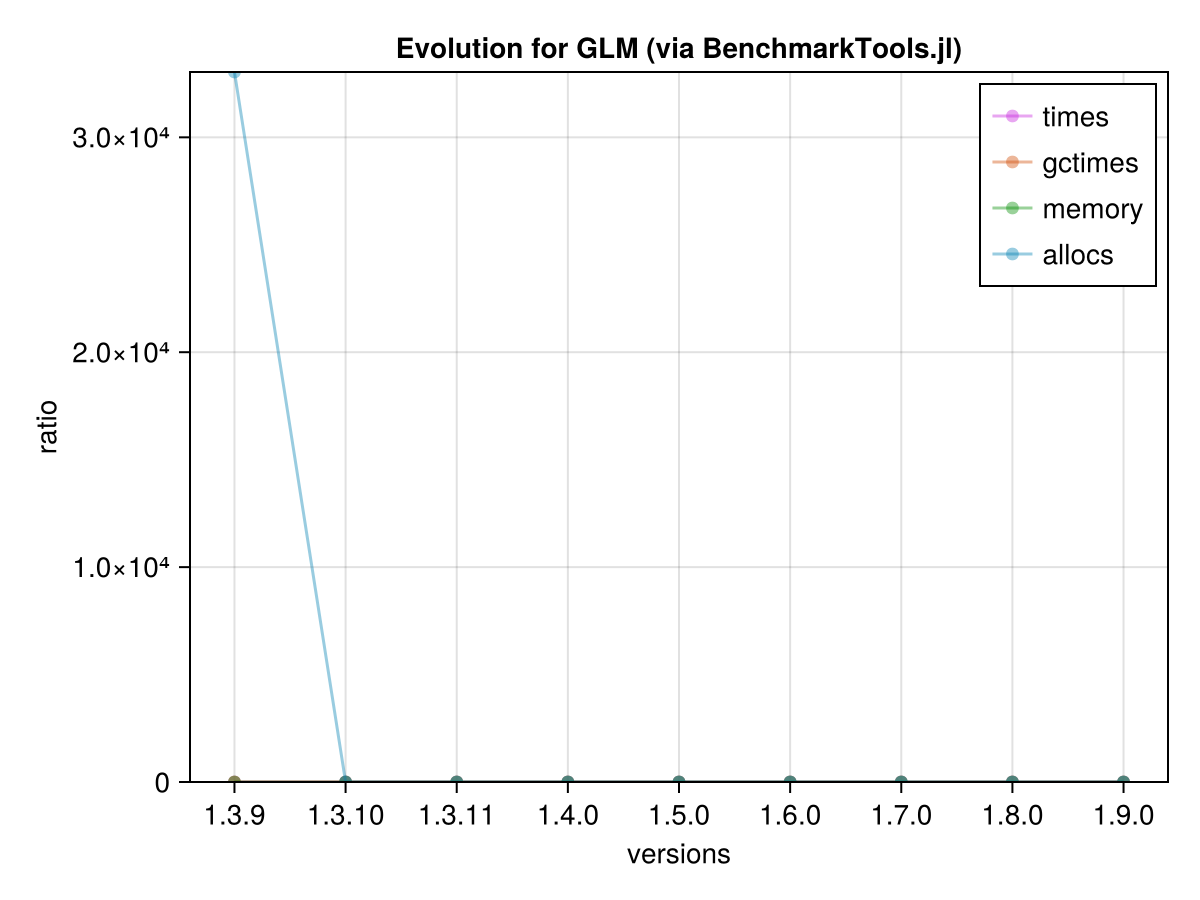 Evolution for GLM (via BenchmarkTools.jl)
times
gctimes
memory
allocs
3.0×10⁴
2.0×10⁴
1.0×10⁴
0
ratio
1.3.9 1.3.10 1.3.11 1.4.0 1.5.0 1.6.0 1.7.0 1.8.0 1.9.0
versions